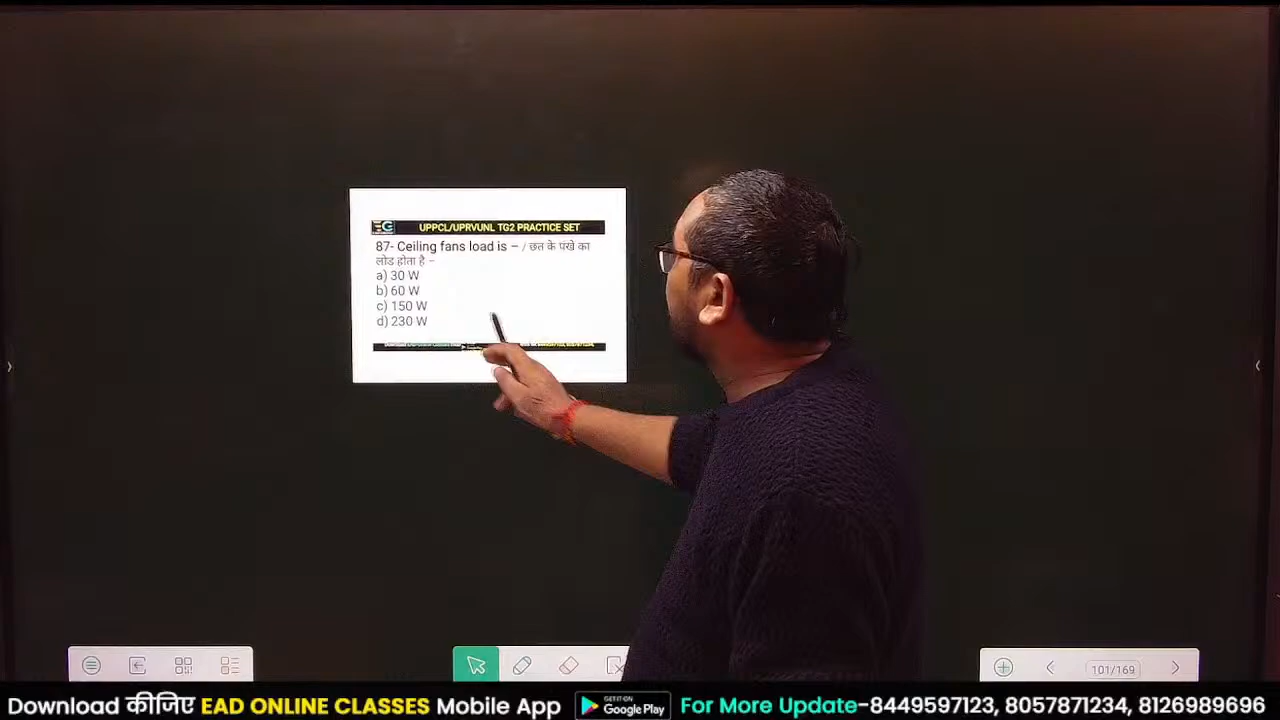 EG UPPCL/UPRVUNL TG2 PRACTICE SET
87- Ceiling fans load is – / छत के पंखे का
लोड होता है –
a) 30 W
b) 60 W
c) 150 W
d) 230 W
101/169
Download कीजिए EAD ONLINE CLASSES Mobile App GET IT ON Google Play For More Update-8449597123, 8057871234, 8126989696